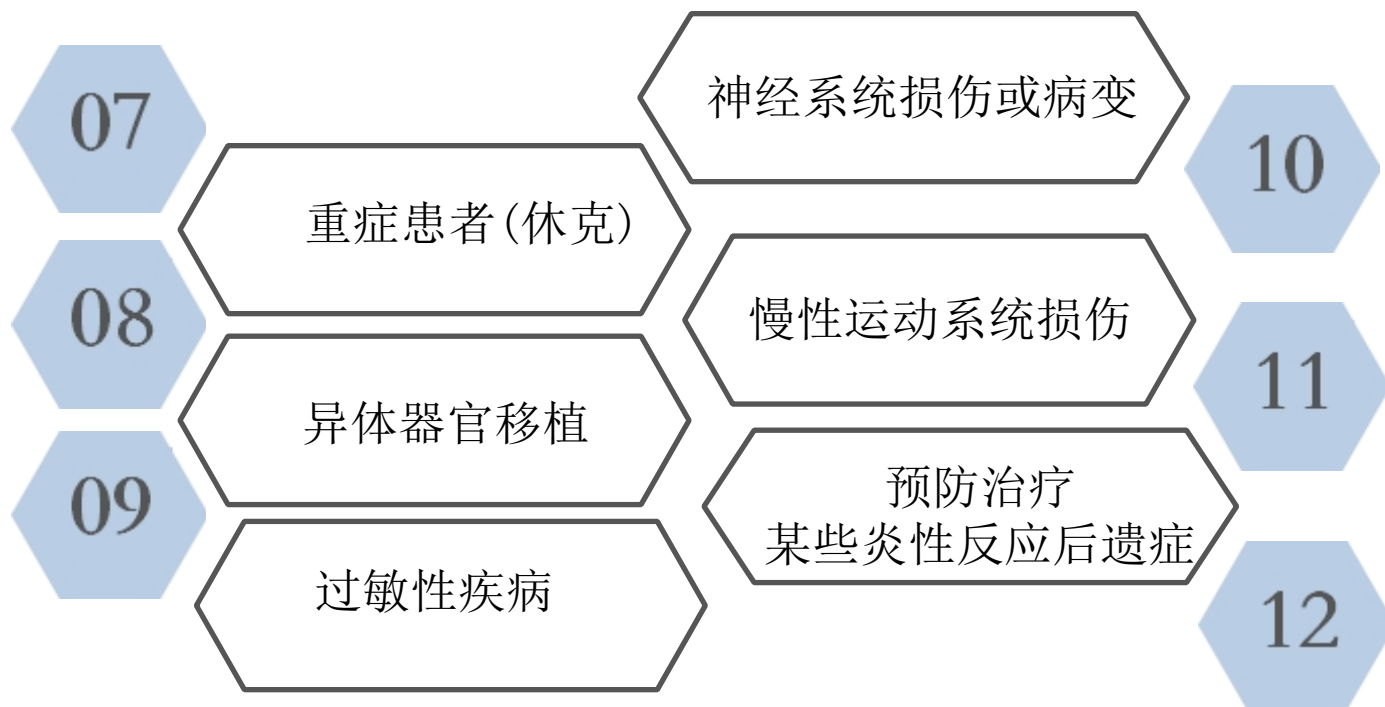 07
重症患者(休克)
08
异体器官移植
09
过敏性疾病
神经系统损伤或病变
10
慢性运动系统损伤
11
预防治疗
某些炎性反应后遗症
12